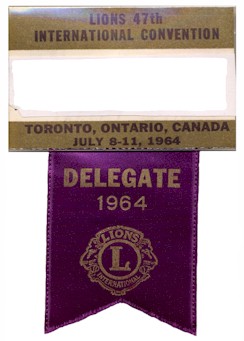 LIONS 47th
INTERNATIONAL CONVENTION
TORONTO, ONTARIO, CANADA
JULY 8-11, 1964
DELEGATE
1964
LIONS
L
INTERNATIONAL